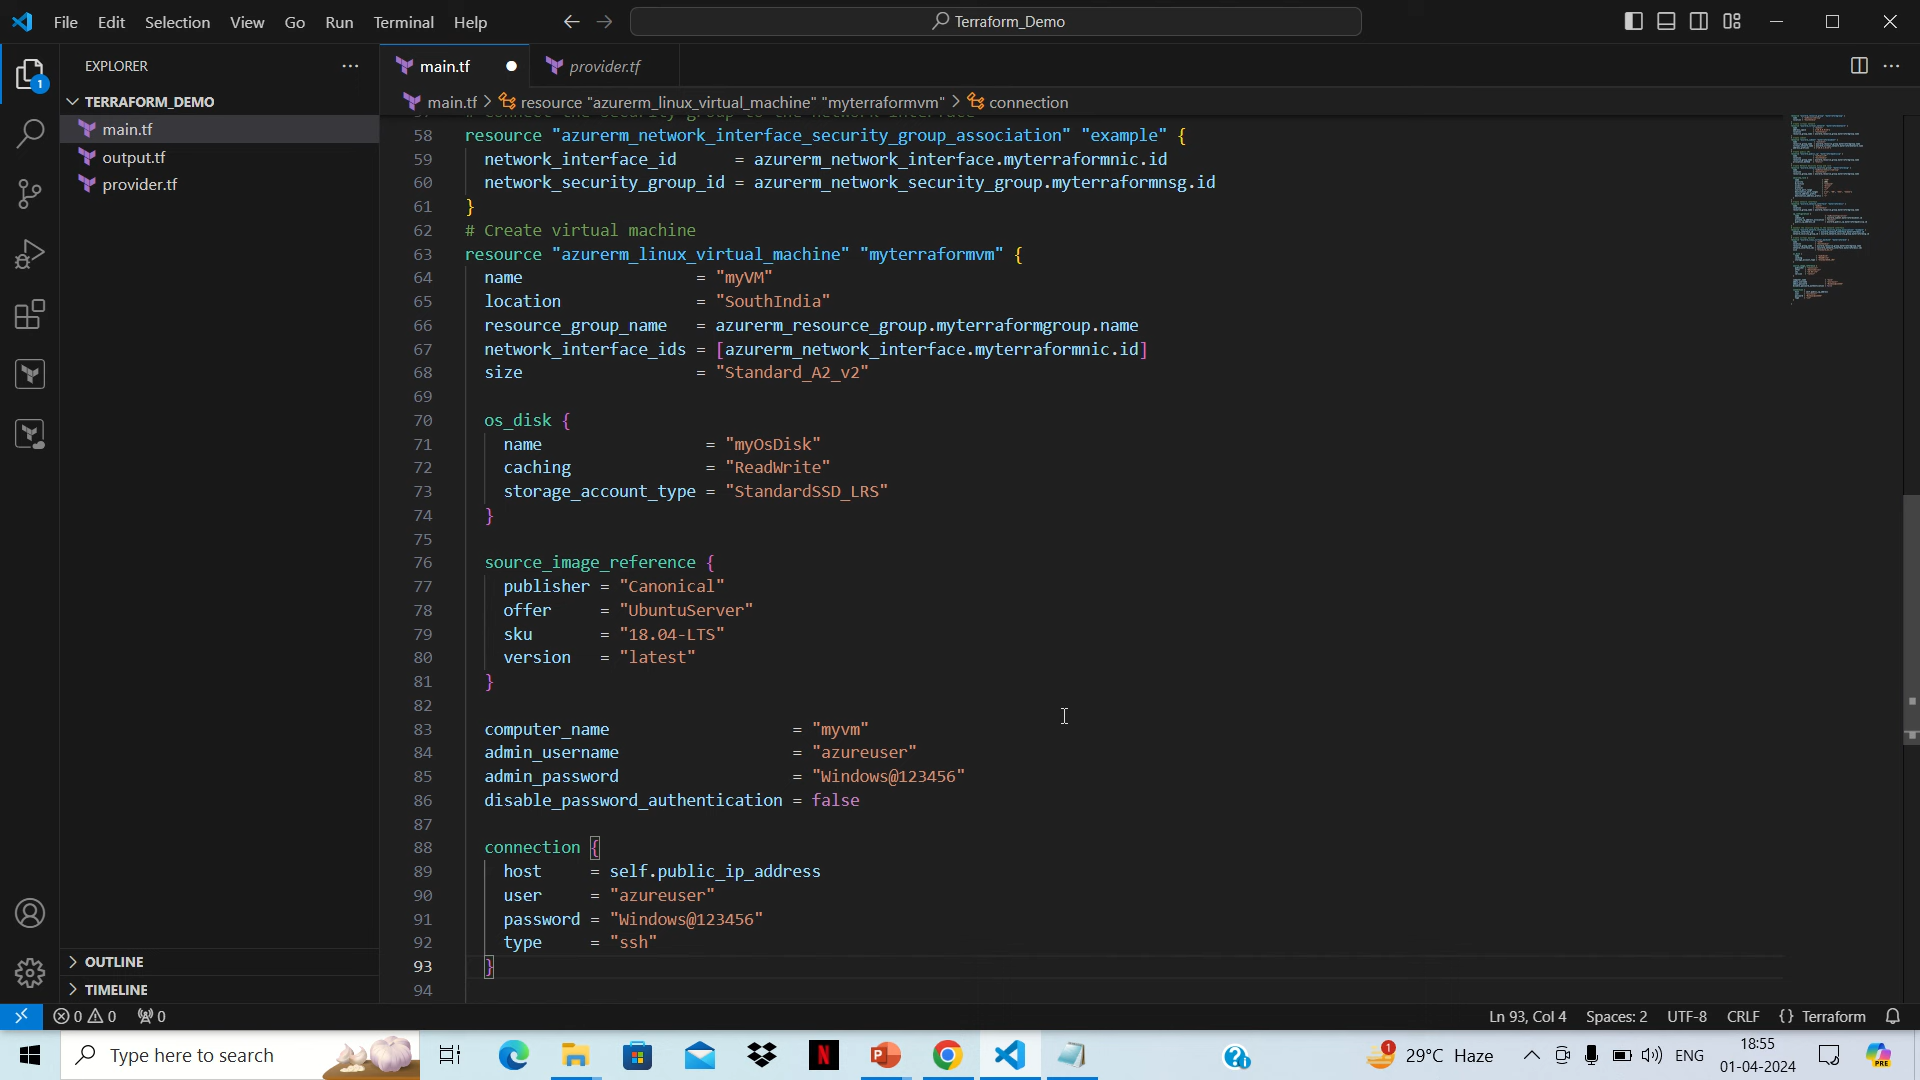 File Edit Selection View Go Run Terminal Help
Terraform_Demo
EXPLORER
1
TERRAFORM_DEMO
main.tf
output.tf
provider.tf
OUTLINE
TIMELINE
main.tf
provider.tf
main.tf > resource "azurerm_linux_virtual_machine" "myterraformvm" > connection
58 resource "azurerm_network_interface_security_group_association" "example" {
59 network_interface_id = azurerm_network_interface.myterraformnic.id
60 network_security_group_id = azurerm_network_security_group.myterraformnsg.id
61 }
62 # Create virtual machine
63 resource "azurerm_linux_virtual_machine" "myterraformvm" {
64 name = "myVM"
65 location = "SouthIndia"
66 resource_group_name = azurerm_resource_group.myterraformgroup.name
67 network_interface_ids = [azurerm_network_interface.myterraformnic.id]
68 size = "Standard_A2_v2"
69
70 os_disk {
71 name = "myOsDisk"
72 caching = "ReadWrite"
73 storage_account_type = "StandardSSD_LRS"
74 }
75
76 source_image_reference {
77 publisher = "Canonical"
78 offer = "UbuntuServer"
79 sku = "18.04-LTS"
80 version = "latest"
81 }
82
83 computer_name = "myvm"
84 admin_username = "azureuser"
85 admin_password = "Windows@123456"
86 disable_password_authentication = false
87
88 connection {
89 host = self.public_ip_address
90 user = "azureuser"
91 password = "Windows@123456"
92 type = "ssh"
93 }
94
0 0 0
Ln 93, Col 4 Spaces: 2 UTF-8 CRLF {} Terraform
Type here to search
1 29°C Haze
ENG
18:55
01-04-2024
PRE